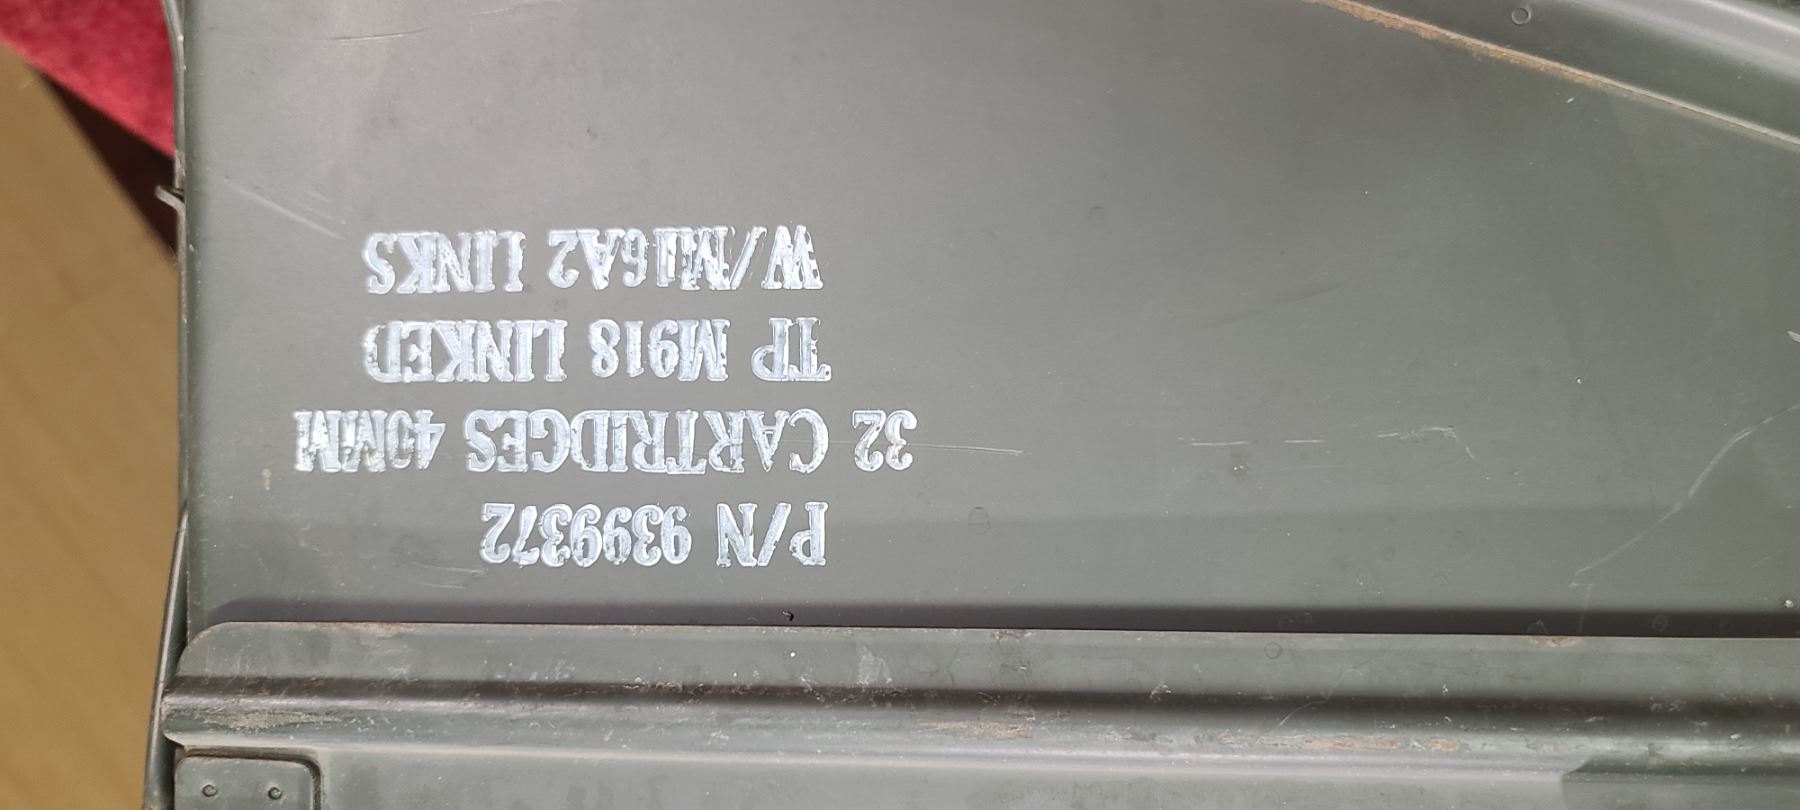 P/N 9399372
32 CARTRIDGES 40MM
TP M918 LINKED
W/M16A2 LINKS